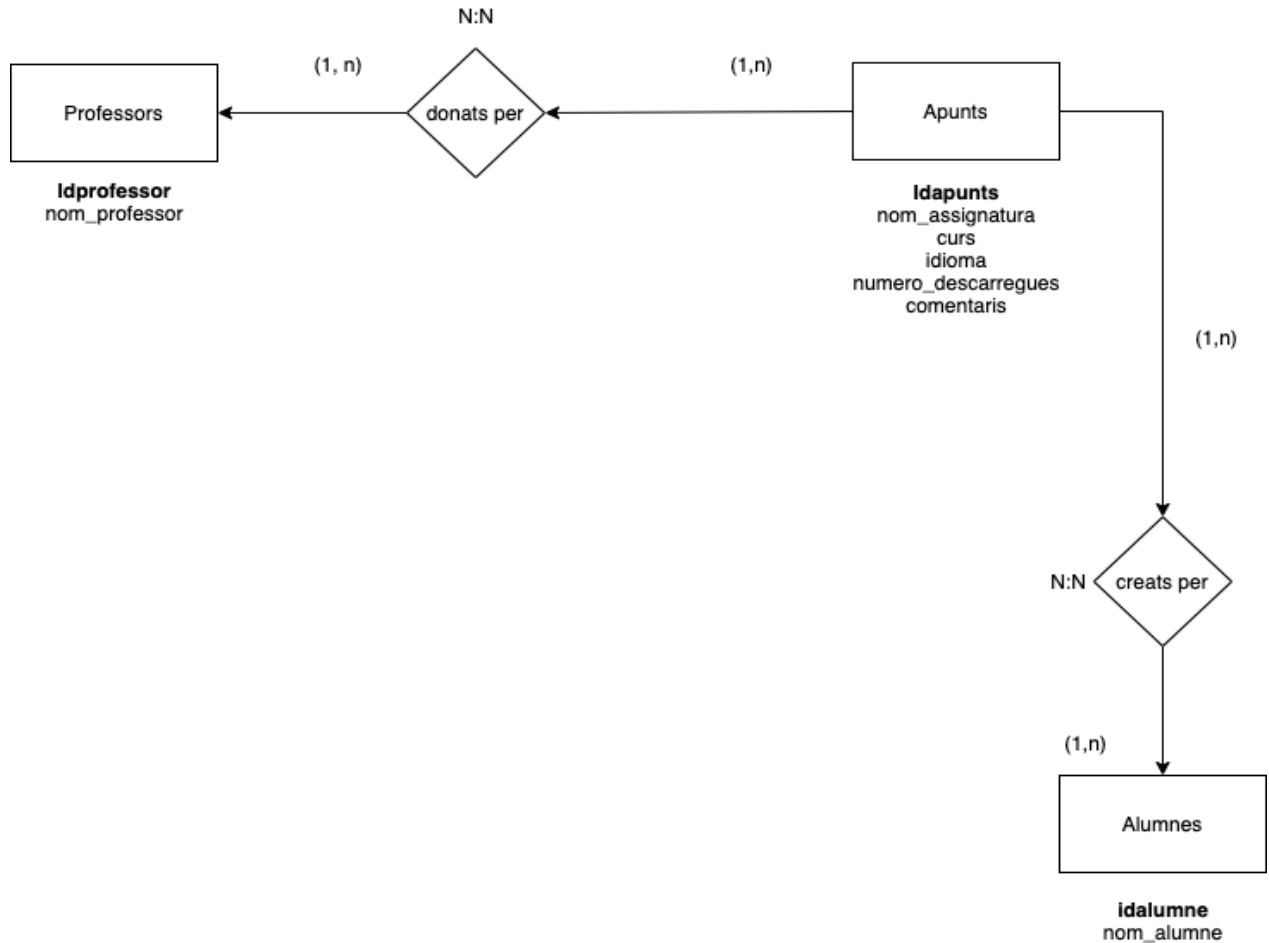 N:N
(1, n)
(1,n)
Professors
donats per
Apunts
Idprofessor
nom_professor
Idapunts
nom_assignatura
curs
idioma
numero_descarregues
comentaris
(1,n)
N:N
creats per
(1,n)
Alumnes
idalumne
nom_alumne